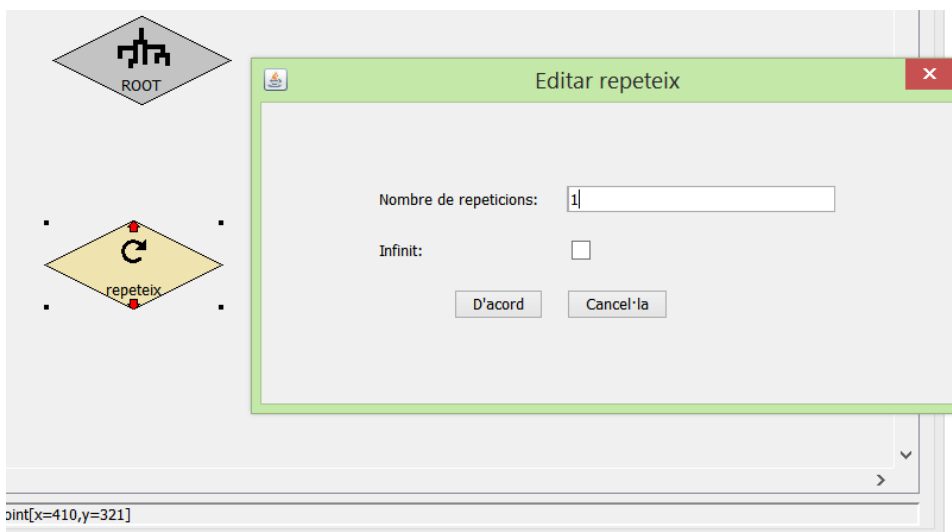 ROOT
Editar repeteix
Nombre de repeticions: 1
repeteix
Infinit:
D'acord Cancel·la
oint[x=410,y=321]